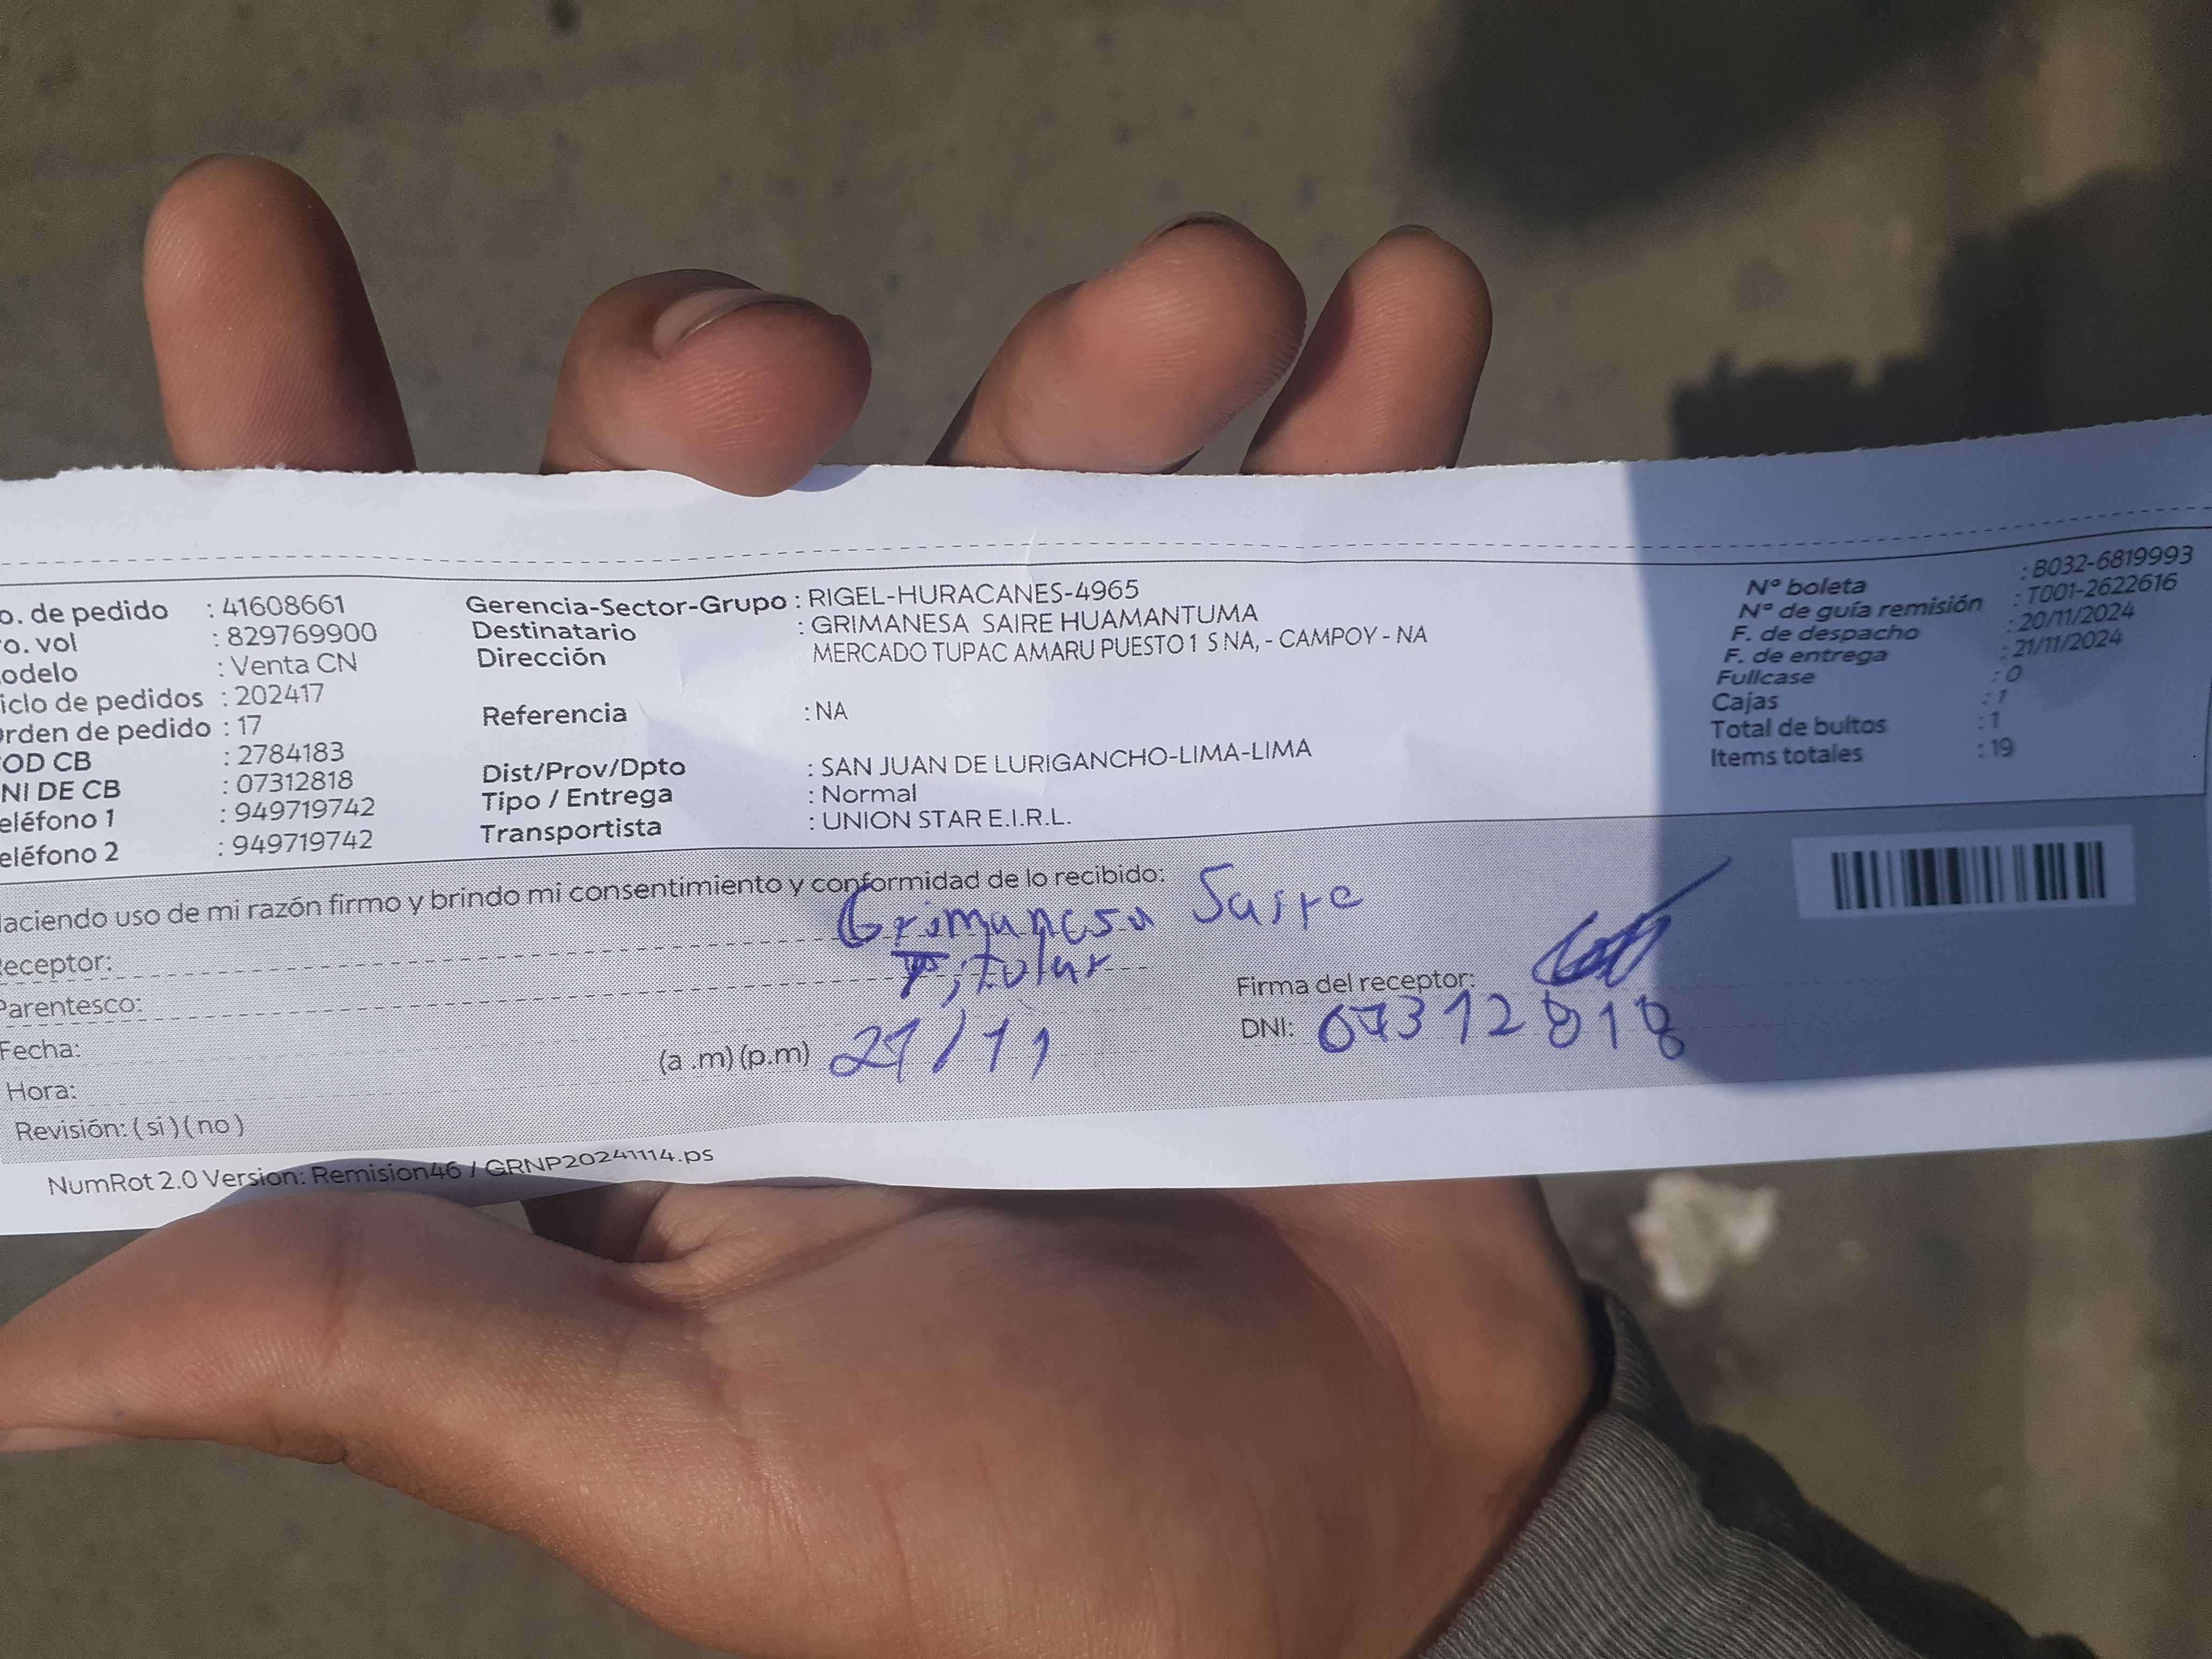 o. de pedido : 41608661
ro. vol : 829769900
odelo : Venta CN
iclo de pedidos : 202417
rden de pedido : 17
OD CB : 2784183
NI DE CB : 07312818
eléfono 1 : 949719742
eléfono 2 : 949719742
Gerencia-Sector-Grupo : RIGEL-HURACANES-4965
Destinatario : GRIMANESA SAIRE HUAMANTUMA
Dirección MERCADO TUPAC AMARU PUESTO 1 S NA, - CAMPOY - NA
Referencia : NA
Dist/Prov/Dpto : SAN JUAN DE LURIGANCHO-LIMA-LIMA
Tipo / Entrega : Normal
Transportista : UNION STAR E.I.R.L.
N° boleta : B032-6819993
N° de guía remisión : T001-2622616
F. de despacho : 20/11/2024
F. de entrega : 21/11/2024
Fullcase : 0
Cajas : 1
Total de bultos : 1
Items totales : 19
Haciendo uso de mi razón firmo y brindo mi consentimiento y conformidad de lo recibido:
Receptor: Grimanesa Saire
Parentesco: Titular
Fecha:
Hora: (a .m) (p.m) 21/11
Firma del receptor:
DNI: 07312818
Revisión: ( si ) ( no )
NumRot 2.0 Version: Remision46 / GRNP20241114.ps